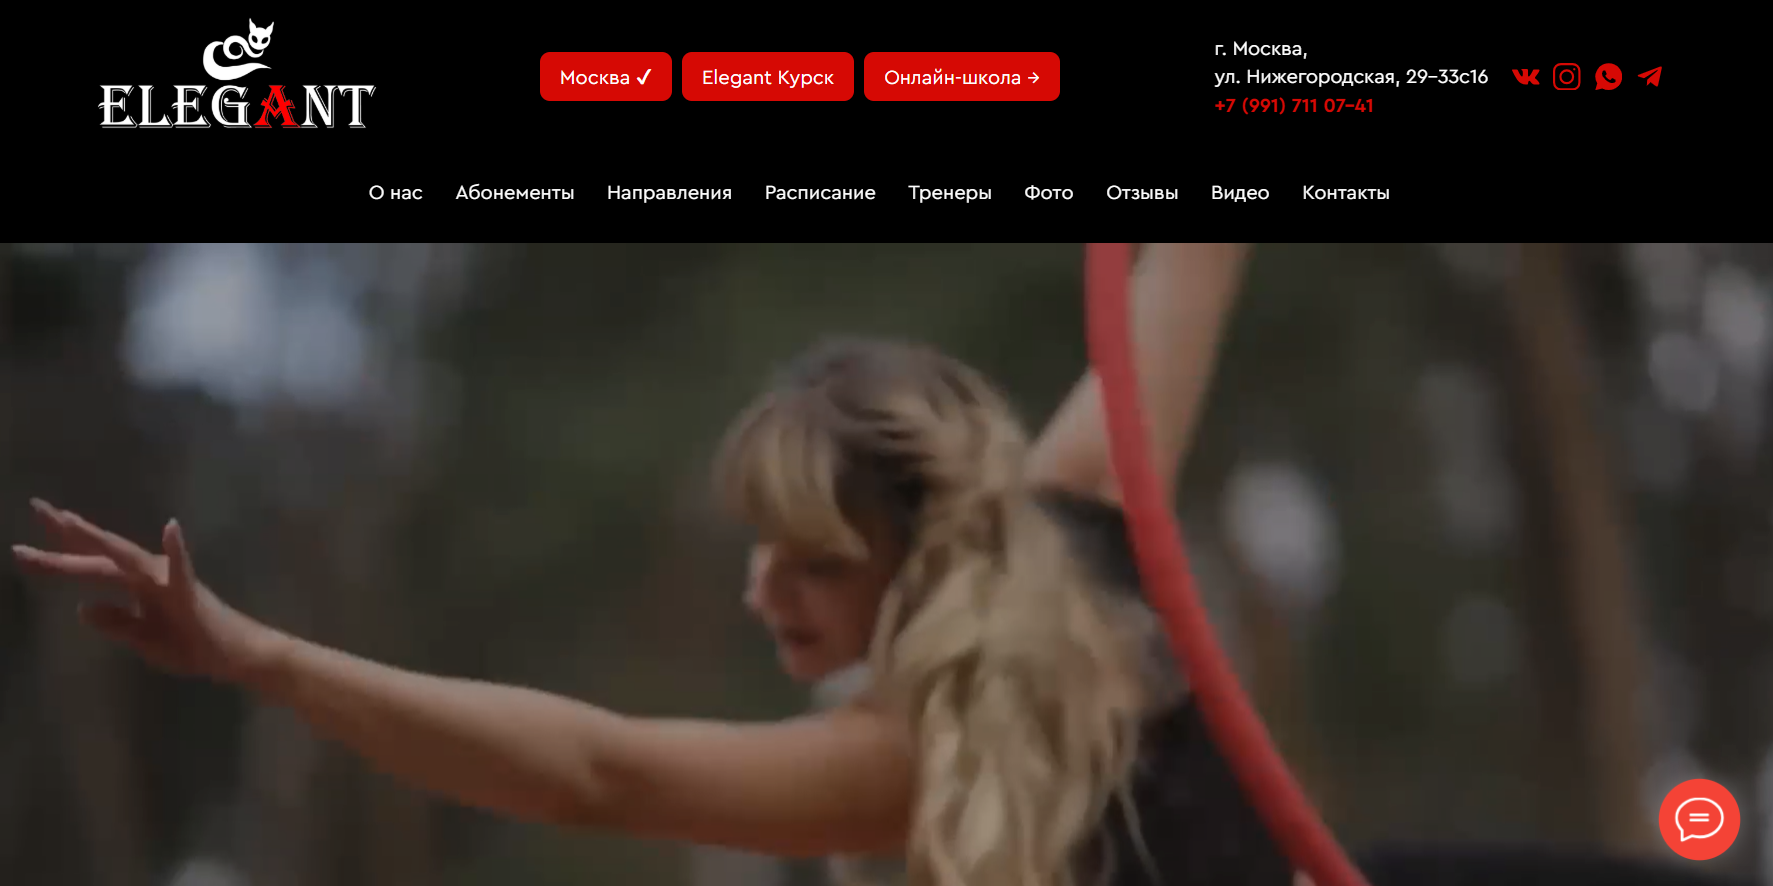 ELEGANT
Москва ✓
Elegant Курск
Онлайн-школа →
г. Москва,
ул. Нижегородская, 29-33с16
+7 (991) 711 07-41
О нас Абонементы Направления Расписание Тренеры Фото Отзывы Видео Контакты